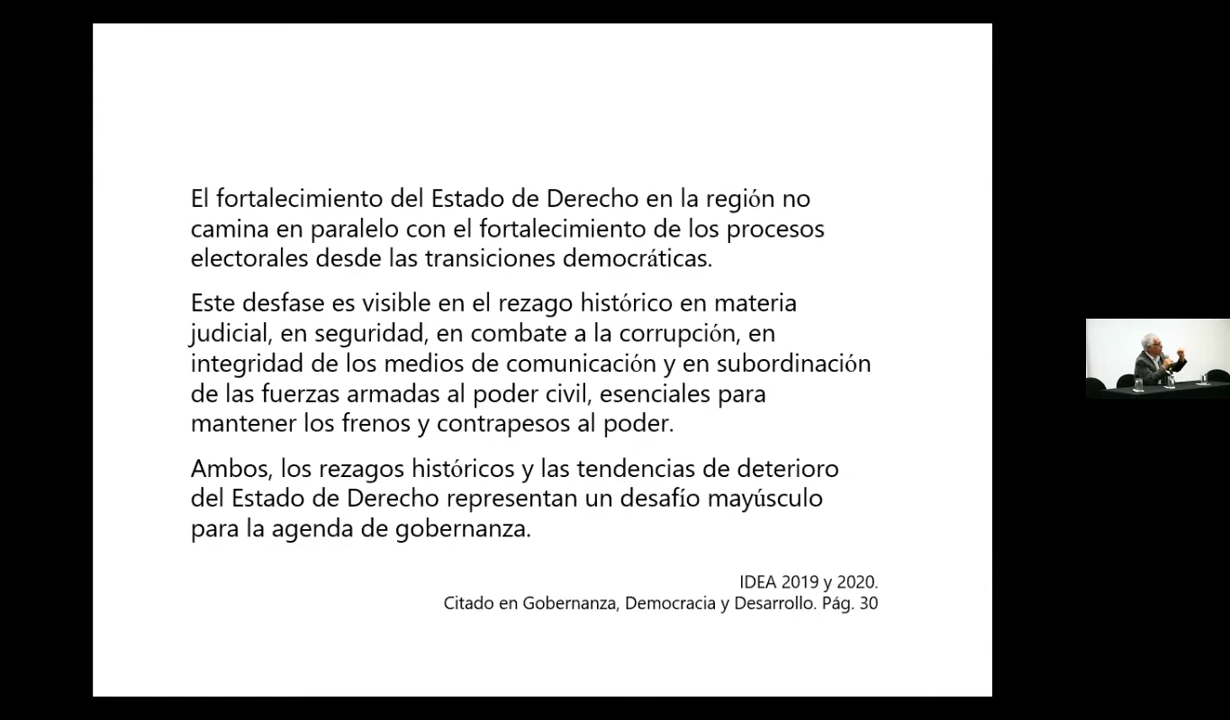 El fortalecimiento del Estado de Derecho en la región no
camina en paralelo con el fortalecimiento de los procesos
electorales desde las transiciones democráticas.
Este desfase es visible en el rezago histórico en materia
judicial, en seguridad, en combate a la corrupción, en
integridad de los medios de comunicación y en subordinación
de las fuerzas armadas al poder civil, esenciales para
mantener los frenos y contrapesos al poder.
Ambos, los rezagos históricos y las tendencias de deterioro
del Estado de Derecho representan un desafío mayúsculo
para la agenda de gobernanza.
IDEA 2019 y 2020.
Citado en Gobernanza, Democracia y Desarrollo. Pág. 30